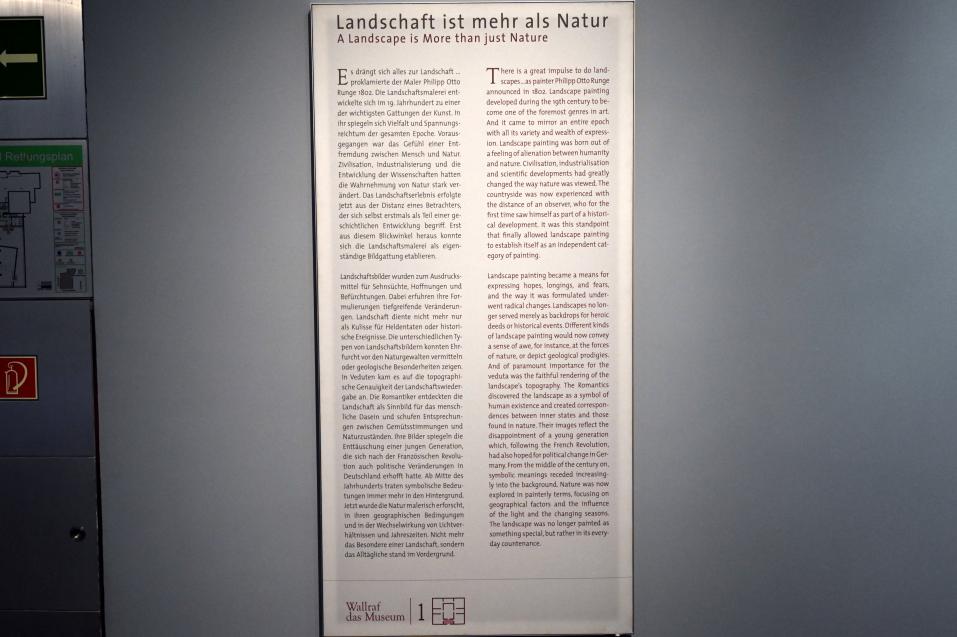 Landschaft ist mehr als Natur
A Landscape is More than just Nature
Es drängt sich alles zur Landschaft ...
proklamierte der Maler Philipp Otto
Runge 1802. Die Landschaftsmalerei ent-
wickelte sich im 19. Jahrhundert zu einer
der wichtigsten Gattungen der Kunst. In
ihr spiegeln sich Vielfalt und Spannungs-
reichtum der gesamten Epoche. Voraus-
gegangen war das Gefühl einer Ent-
fremdung zwischen Mensch und Natur.
Zivilisation, Industrialisierung und die
Entwicklung der Wissenschaften hatten
die Wahrnehmung von Natur stark ver-
ändert. Das Landschaftserlebnis erfolgte
jetzt aus der Distanz eines Betrachters,
der sich selbst erstmals als Teil einer ge-
schichtlichen Entwicklung begriff. Erst
aus diesem Blickwinkel heraus konnte
sich die Landschaftsmalerei als eigen-
ständige Bildgattung etablieren.
Landschaftsbilder wurden zum Ausdrucks-
mittel für Sehnsüchte, Hoffnungen und
Befürchtungen. Dabei erfuhren ihre For-
mulierungen tiefgreifende Veränderun-
gen. Landschaft diente nicht mehr nur
als Kulisse für Heldentaten oder histori-
sche Ereignisse. Die unterschiedlichen Ty-
pen von Landschaftsbildern konnten Ehr-
furcht vor den Naturgewalten vermitteln
oder geologische Besonderheiten zeigen.
In Veduten kam es auf die topographi-
sche Genauigkeit der Landschaftswieder-
gabe an. Die Romantiker entdeckten die
Landschaft als Sinnbild für das mensch-
liche Dasein und schufen Entsprechun-
gen zwischen Gemütsstimmungen und
Naturzuständen. Ihre Bilder spiegeln die
Enttäuschung einer jungen Generation,
die sich nach der Französischen Revolu-
tion auch politische Veränderungen in
Deutschland erhofft hatte. Ab Mitte des
Jahrhunderts traten symbolische Bedeu-
tungen immer mehr in den Hintergrund.
Jetzt wurde die Natur malerisch erforscht,
in ihren geographischen Bedingungen
und in der Wechselwirkung von Lichtver-
hältnissen und Jahreszeiten. Nicht mehr
das Besondere einer Landschaft, sondern
das Alltägliche stand im Vordergrund.
There is a great impulse to do land-
scapes...as painter Philipp Otto Runge
announced in 1802. Landscape painting
developed during the 19th century to be-
come one of the foremost genres in art.
And it came to mirror an entire epoch
with all its variety and wealth of express-
ion. Landscape painting was born out of
a feeling of alienation between humanity
and nature. Civilisation, industrialisation
and scientific developments had greatly
changed the way nature was viewed. The
countryside was now experienced with
the distance of an observer, who for the
first time saw himself as part of a histori-
cal development. It was this standpoint
that finally allowed landscape painting
to establish itself as an independent cat-
egory of painting.
Landscape painting became a means for
expressing hopes, longings, and fears,
and the way it was formulated under-
went radical changes. Landscapes no lon-
ger served merely as backdrops for heroic
deeds or historical events. Different kinds
of landscape painting would now convey
a sense of awe, for instance, at the forces
of nature, or depict geological prodigies.
And of paramount importance for the
veduta was the faithful rendering of the
landscape's topography. The Romantics
discovered the landscape as a symbol of
human existence and created correspon-
dences between inner states and those
found in nature. Their images reflect the
disappointment of a young generation
which, following the French Revolution,
had also hoped for political change in Ger-
many. From the middle of the century on,
symbolic meanings receded increasing-
ly into the background. Nature was now
explored in painterly terms, focusing on
geographical factors and the influence
of the light and the changing seasons.
The landscape was no longer painted as
something special, but rather in its every-
day countenance.
Wallraf
das Museum
1
Rettungsplan